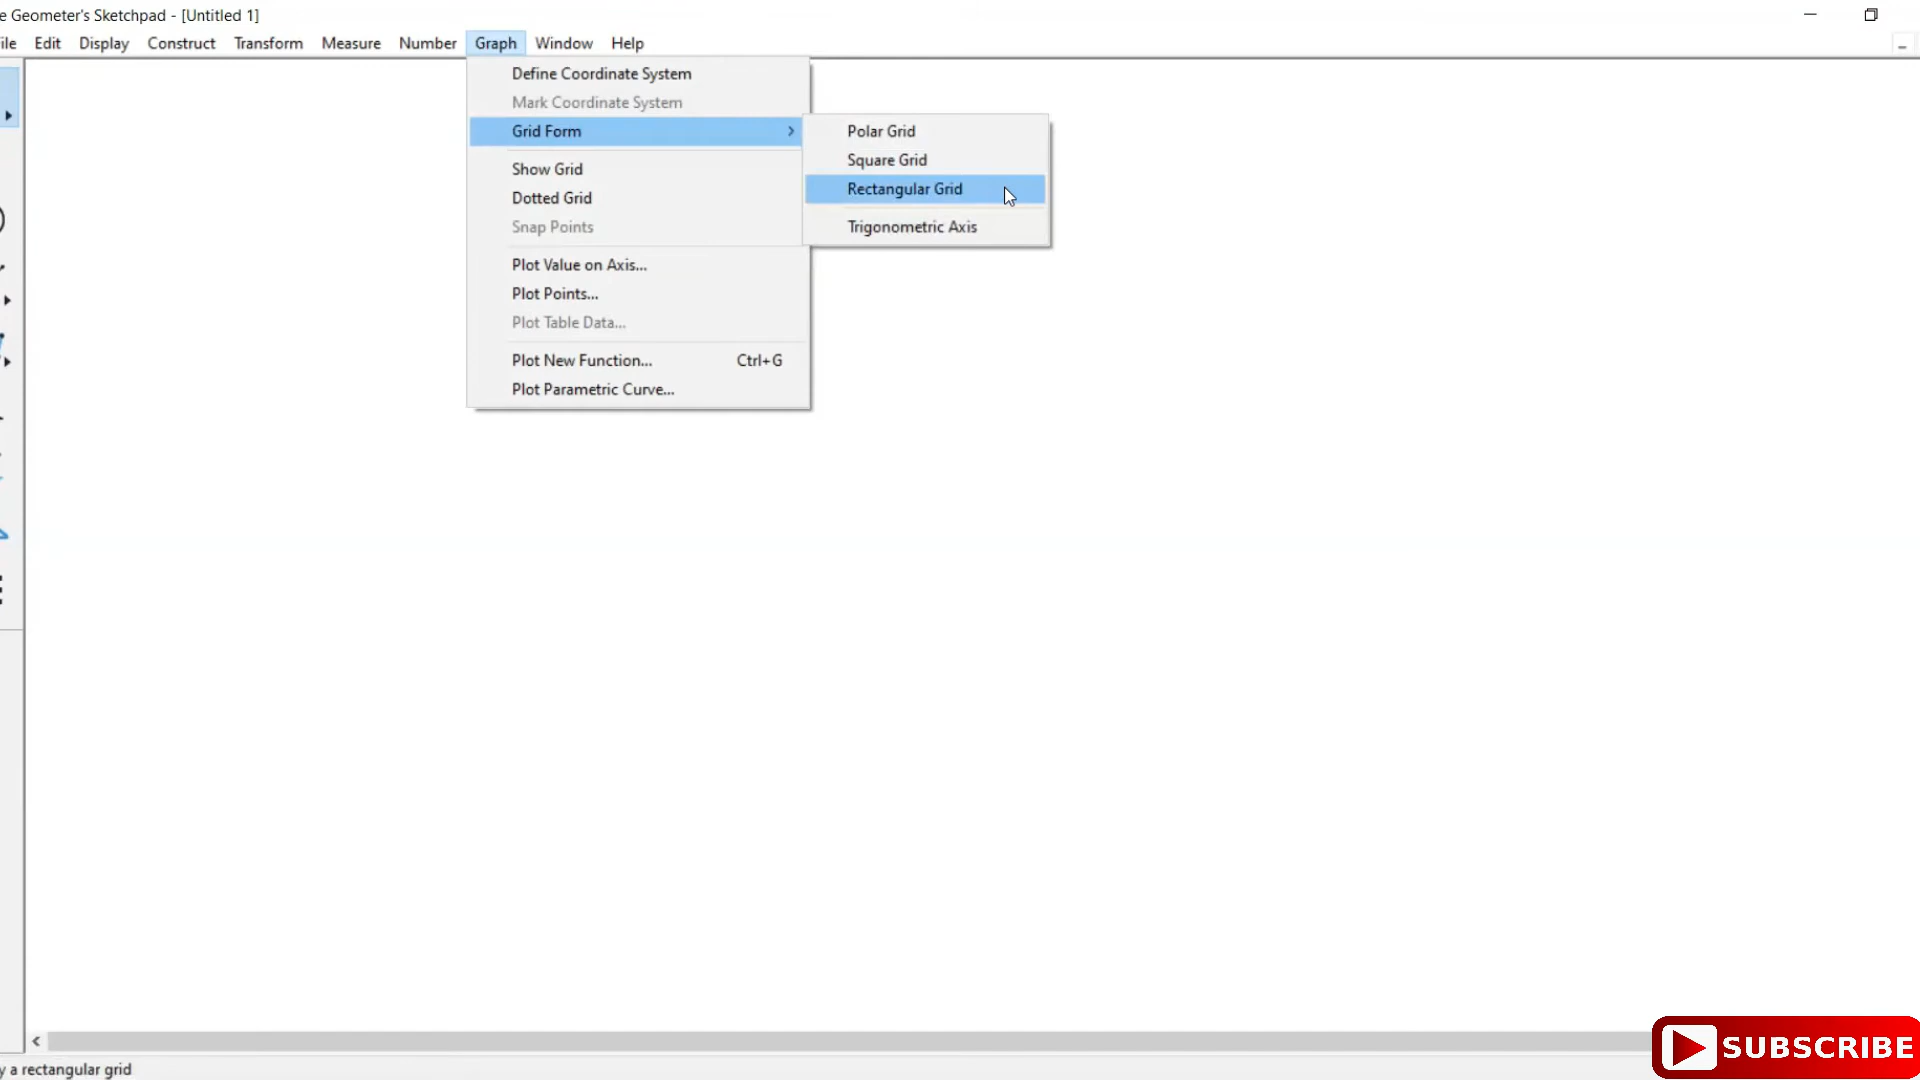 e Geometer's Sketchpad - [Untitled 1]
ile Edit Display Construct Transform Measure Number Graph Window Help
Define Coordinate System
Mark Coordinate System
Grid Form
Polar Grid
Square Grid
Show Grid
Rectangular Grid
Dotted Grid
Snap Points
Trigonometric Axis
Plot Value on Axis...
Plot Points...
Plot Table Data...
Plot New Function... Ctrl+G
Plot Parametric Curve...
SUBSCRIBE
y a rectangular grid